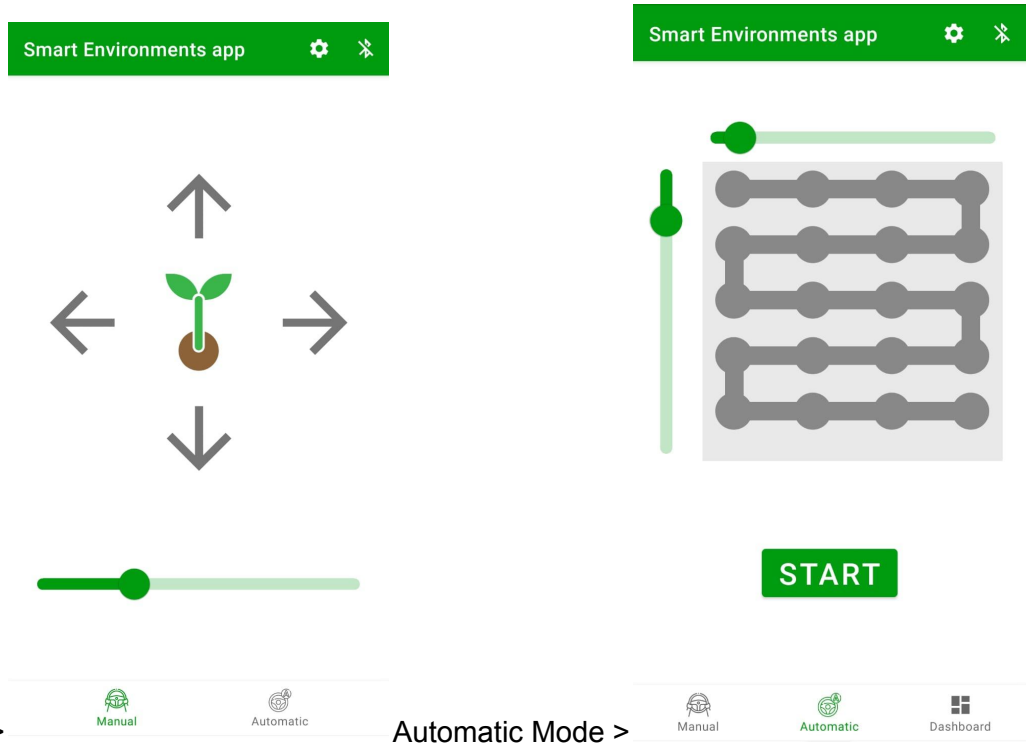 Smart Environments app
Manual
Automatic
Automatic Mode >
Smart Environments app
START
Manual
Automatic
Dashboard